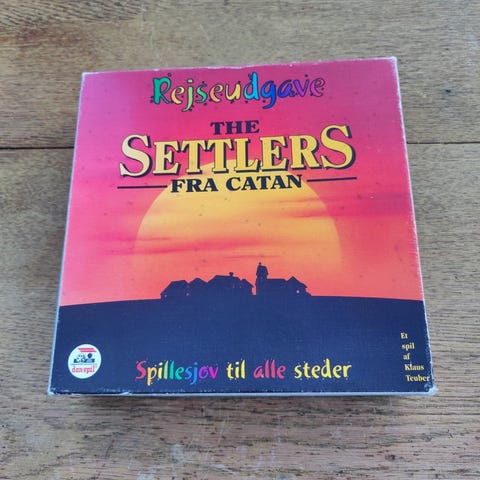 Rejseudgave
THE
SETTLERS
FRA CATAN
Spillesjov til alle steder
Et
spil
af
Klaus
Teuber
dan spil